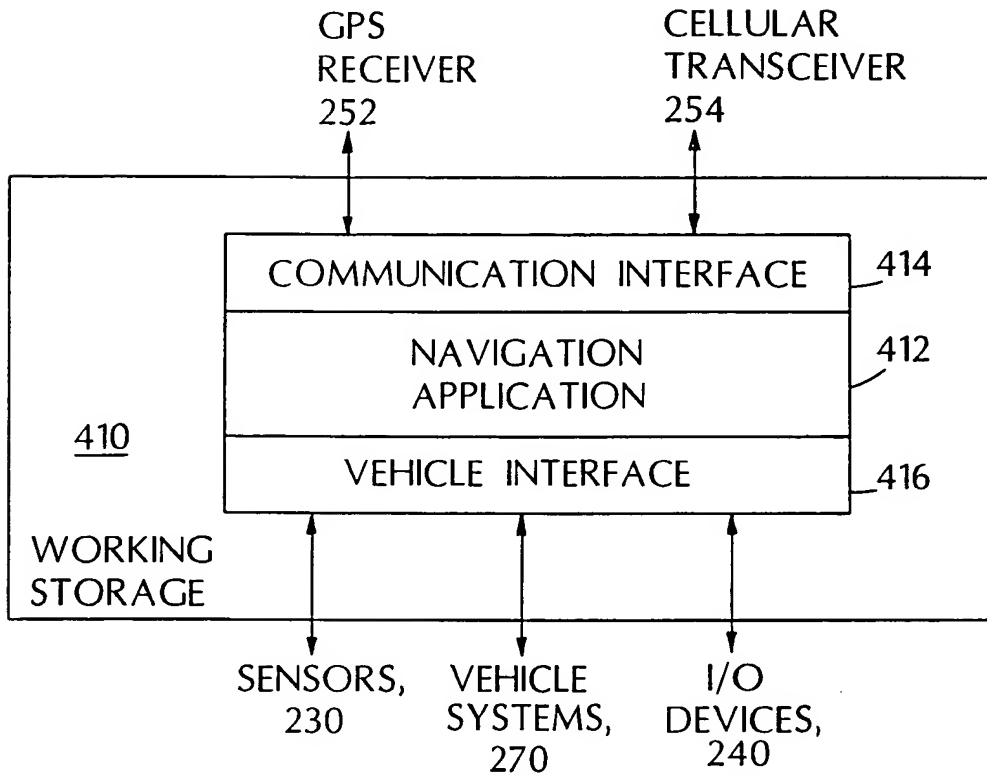 GPS
RECEIVER
252
CELLULAR
TRANSCEIVER
254
COMMUNICATION INTERFACE
414
NAVIGATION
APPLICATION
412
410
VEHICLE INTERFACE
416
WORKING
STORAGE
SENSORS,
230
VEHICLE
SYSTEMS,
270
I/O
DEVICES,
240